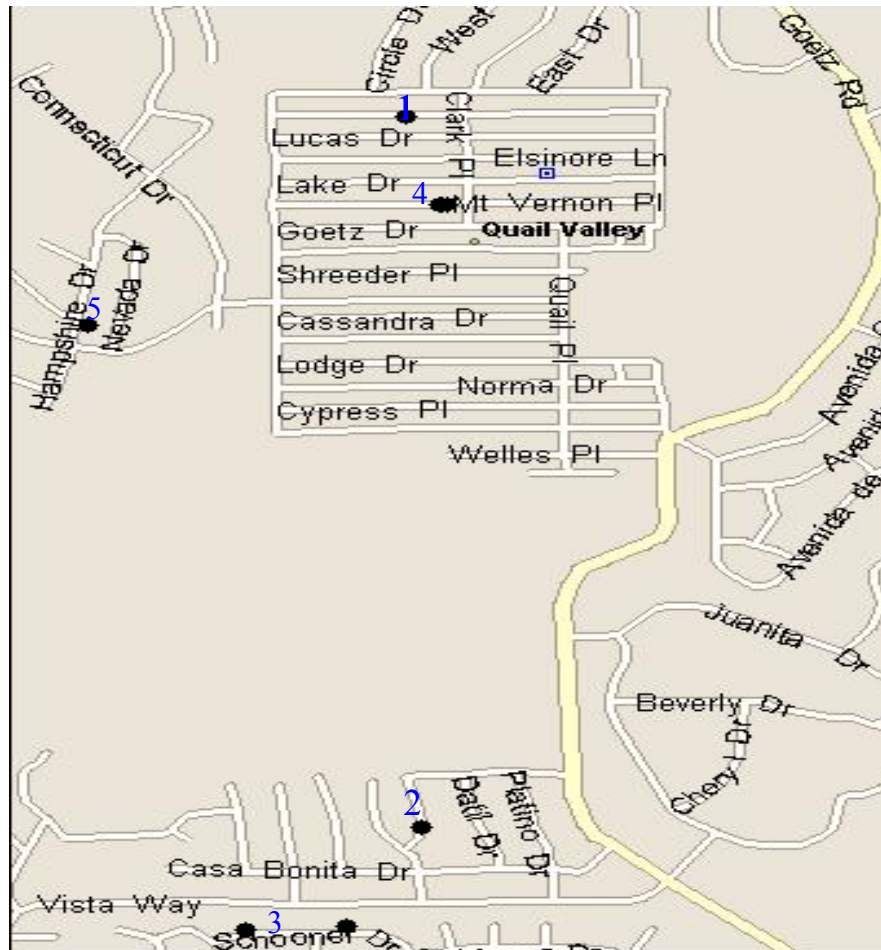 Circle Dr
West
East Dr
Goetz Rd
Connecticut Dr
1
Clark Pl
Lucas Dr
Elsinore Ln
Lake Dr
4
Mt Vernon Pl
Goetz Dr
Quail Valley
Shreeder Pl
Hampshire Dr
Nevada Dr
5
Quail Pl
Cassandra Dr
Lodge Dr
Norma Dr
Cypress Pl
Welles Pl
Avenida
Avenida
Avenida de
Juanita Dr
Beverly Dr
Cheryl Dr
2
Datil Dr
Platino Dr
Casa Bonita Dr
Vista Way
3
Schooner Dr